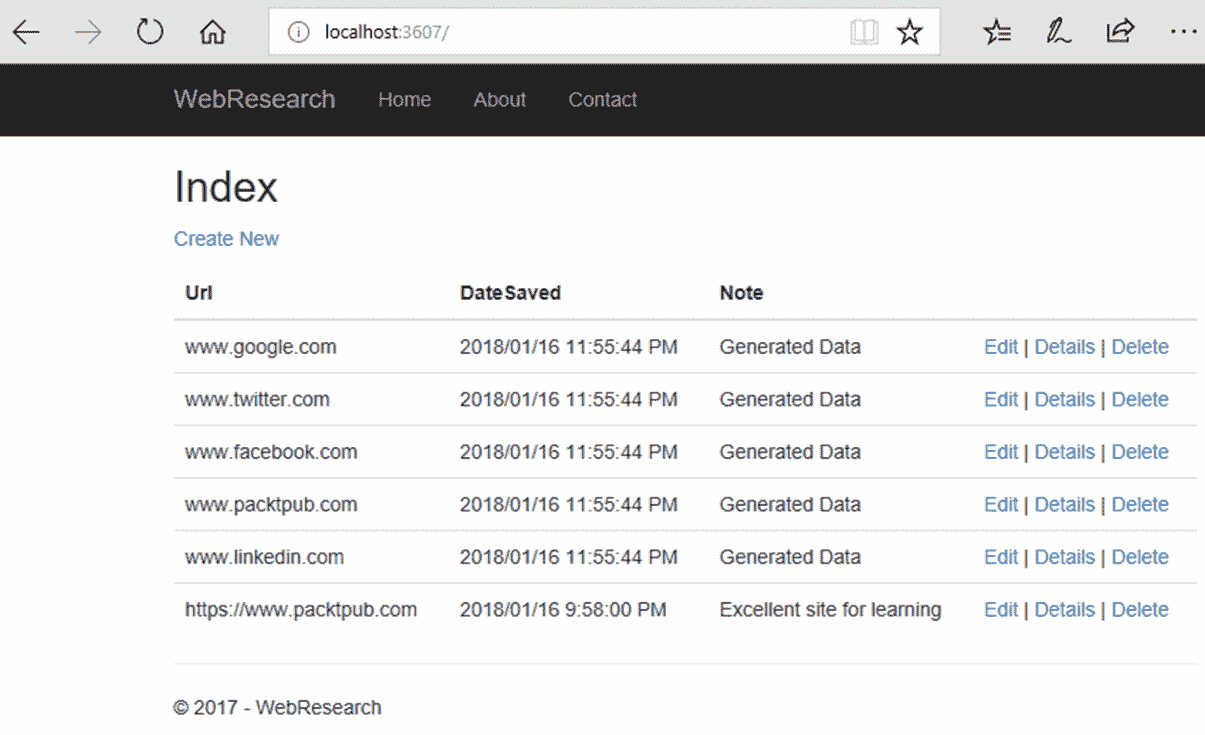 localhost:3607/
WebResearch Home About Contact
Index
Create New
Url DateSaved Note
www.google.com 2018/01/16 11:55:44 PM Generated Data Edit | Details | Delete
www.twitter.com 2018/01/16 11:55:44 PM Generated Data Edit | Details | Delete
www.facebook.com 2018/01/16 11:55:44 PM Generated Data Edit | Details | Delete
www.packtpub.com 2018/01/16 11:55:44 PM Generated Data Edit | Details | Delete
www.linkedin.com 2018/01/16 11:55:44 PM Generated Data Edit | Details | Delete
https://www.packtpub.com 2018/01/16 9:58:00 PM Excellent site for learning Edit | Details | Delete
© 2017 - WebResearch